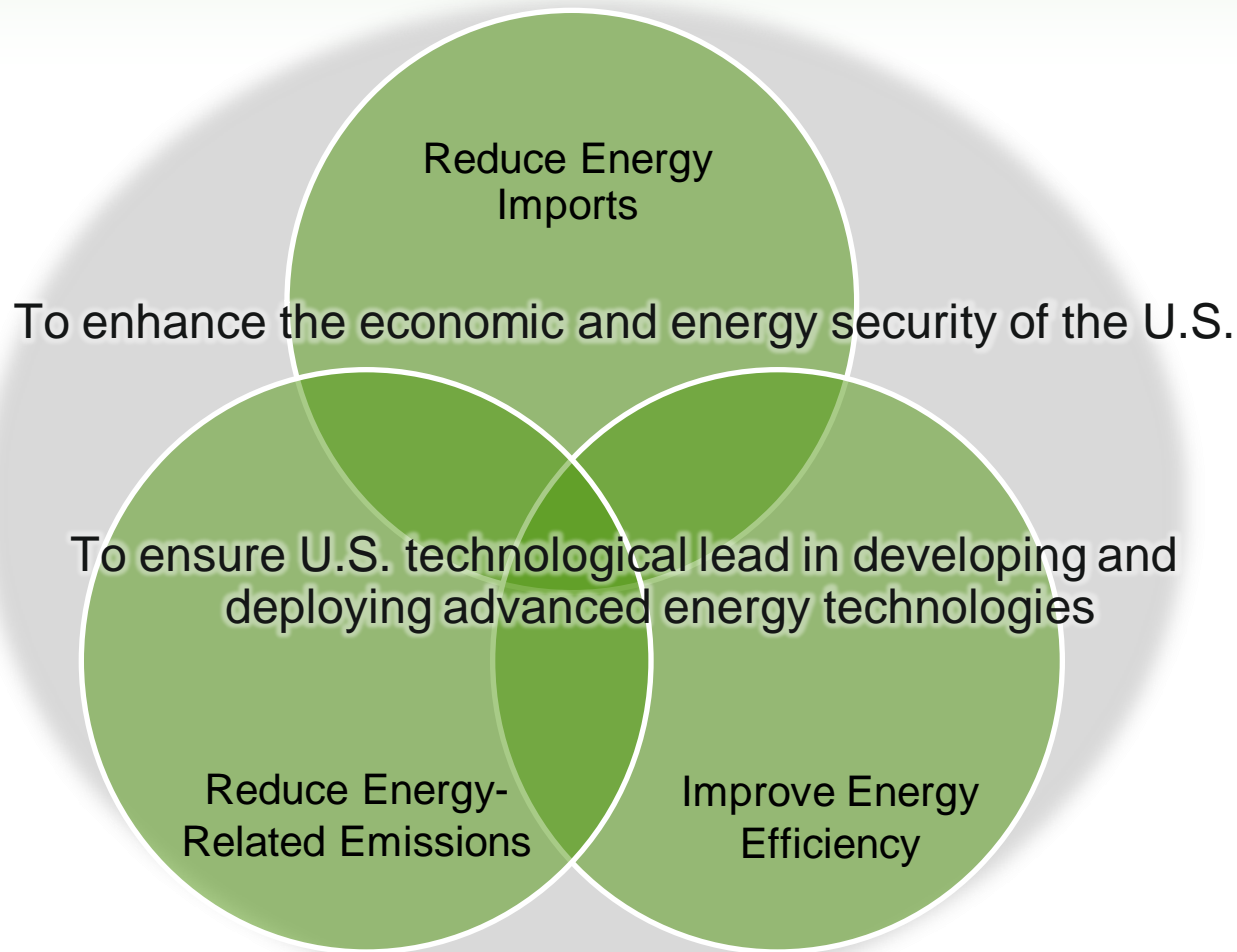 Reduce Energy
Imports
To enhance the economic and energy security of the U.S.
To ensure U.S. technological lead in developing and
deploying advanced energy technologies
Reduce Energy-
Related Emissions
Improve Energy
Efficiency